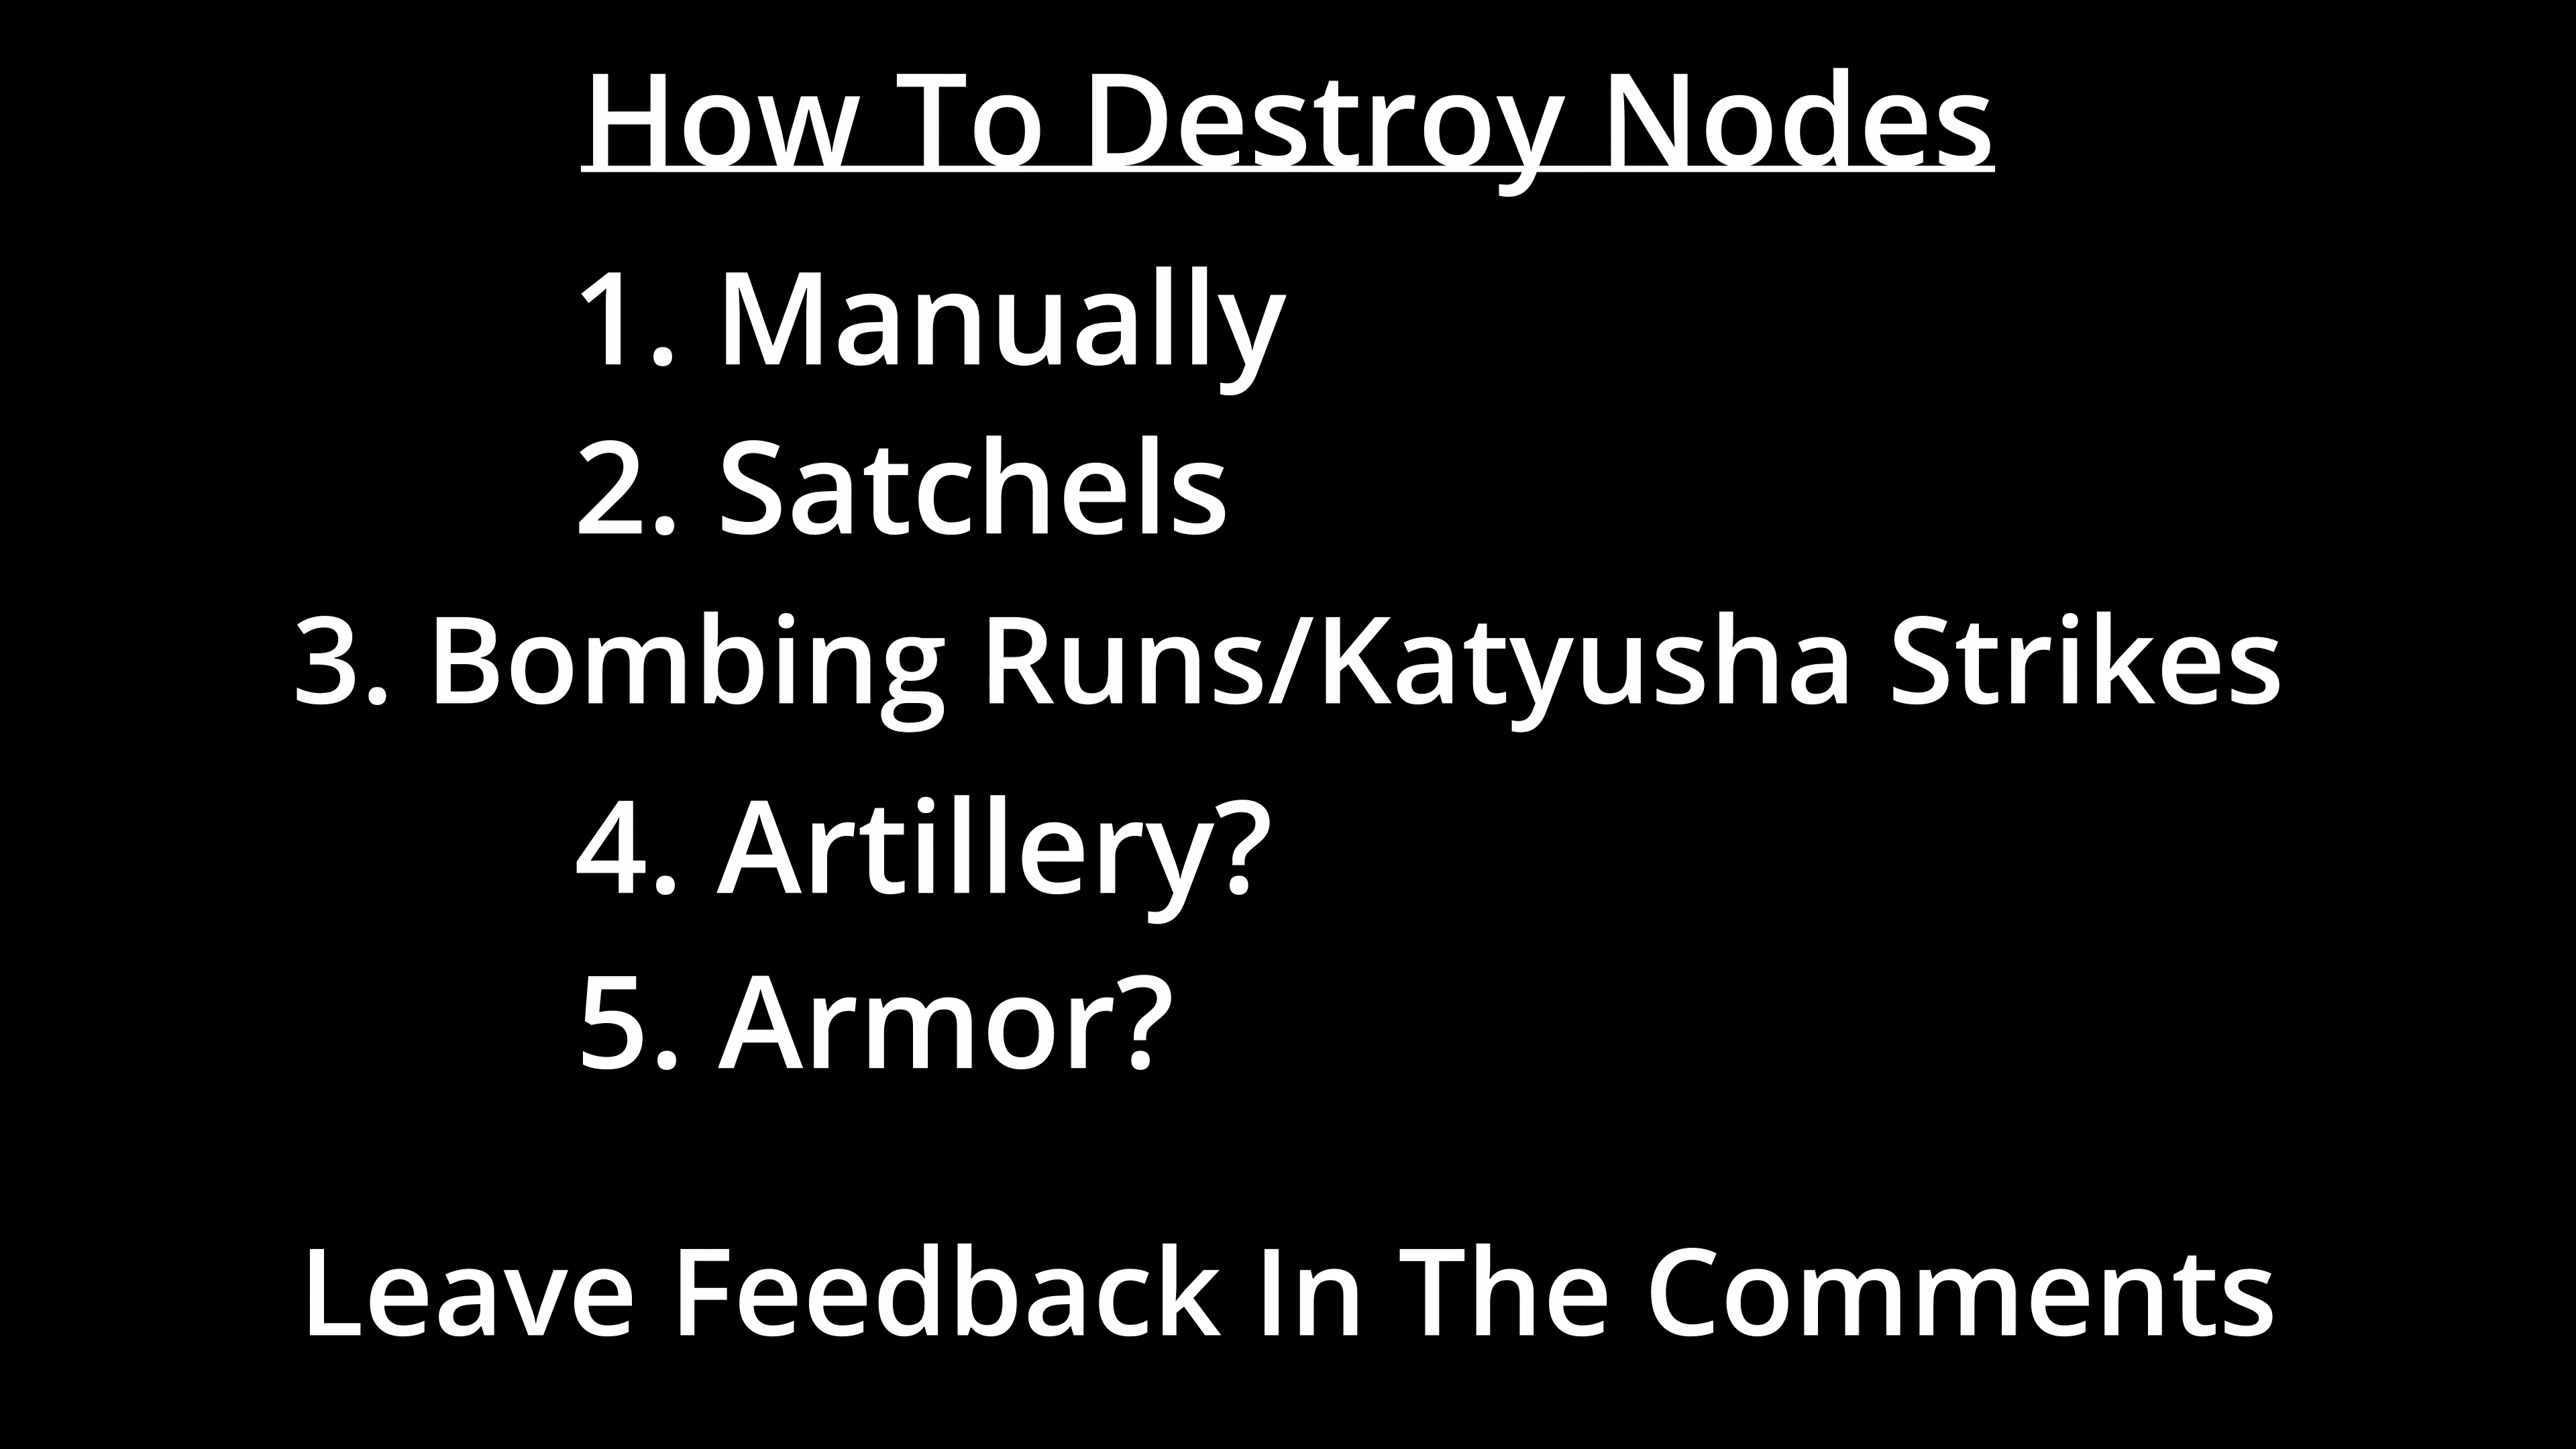 How To Destroy Nodes
1. Manually
2. Satchels
3. Bombing Runs/Katyusha Strikes
4. Artillery?
5. Armor?
Leave Feedback In The Comments